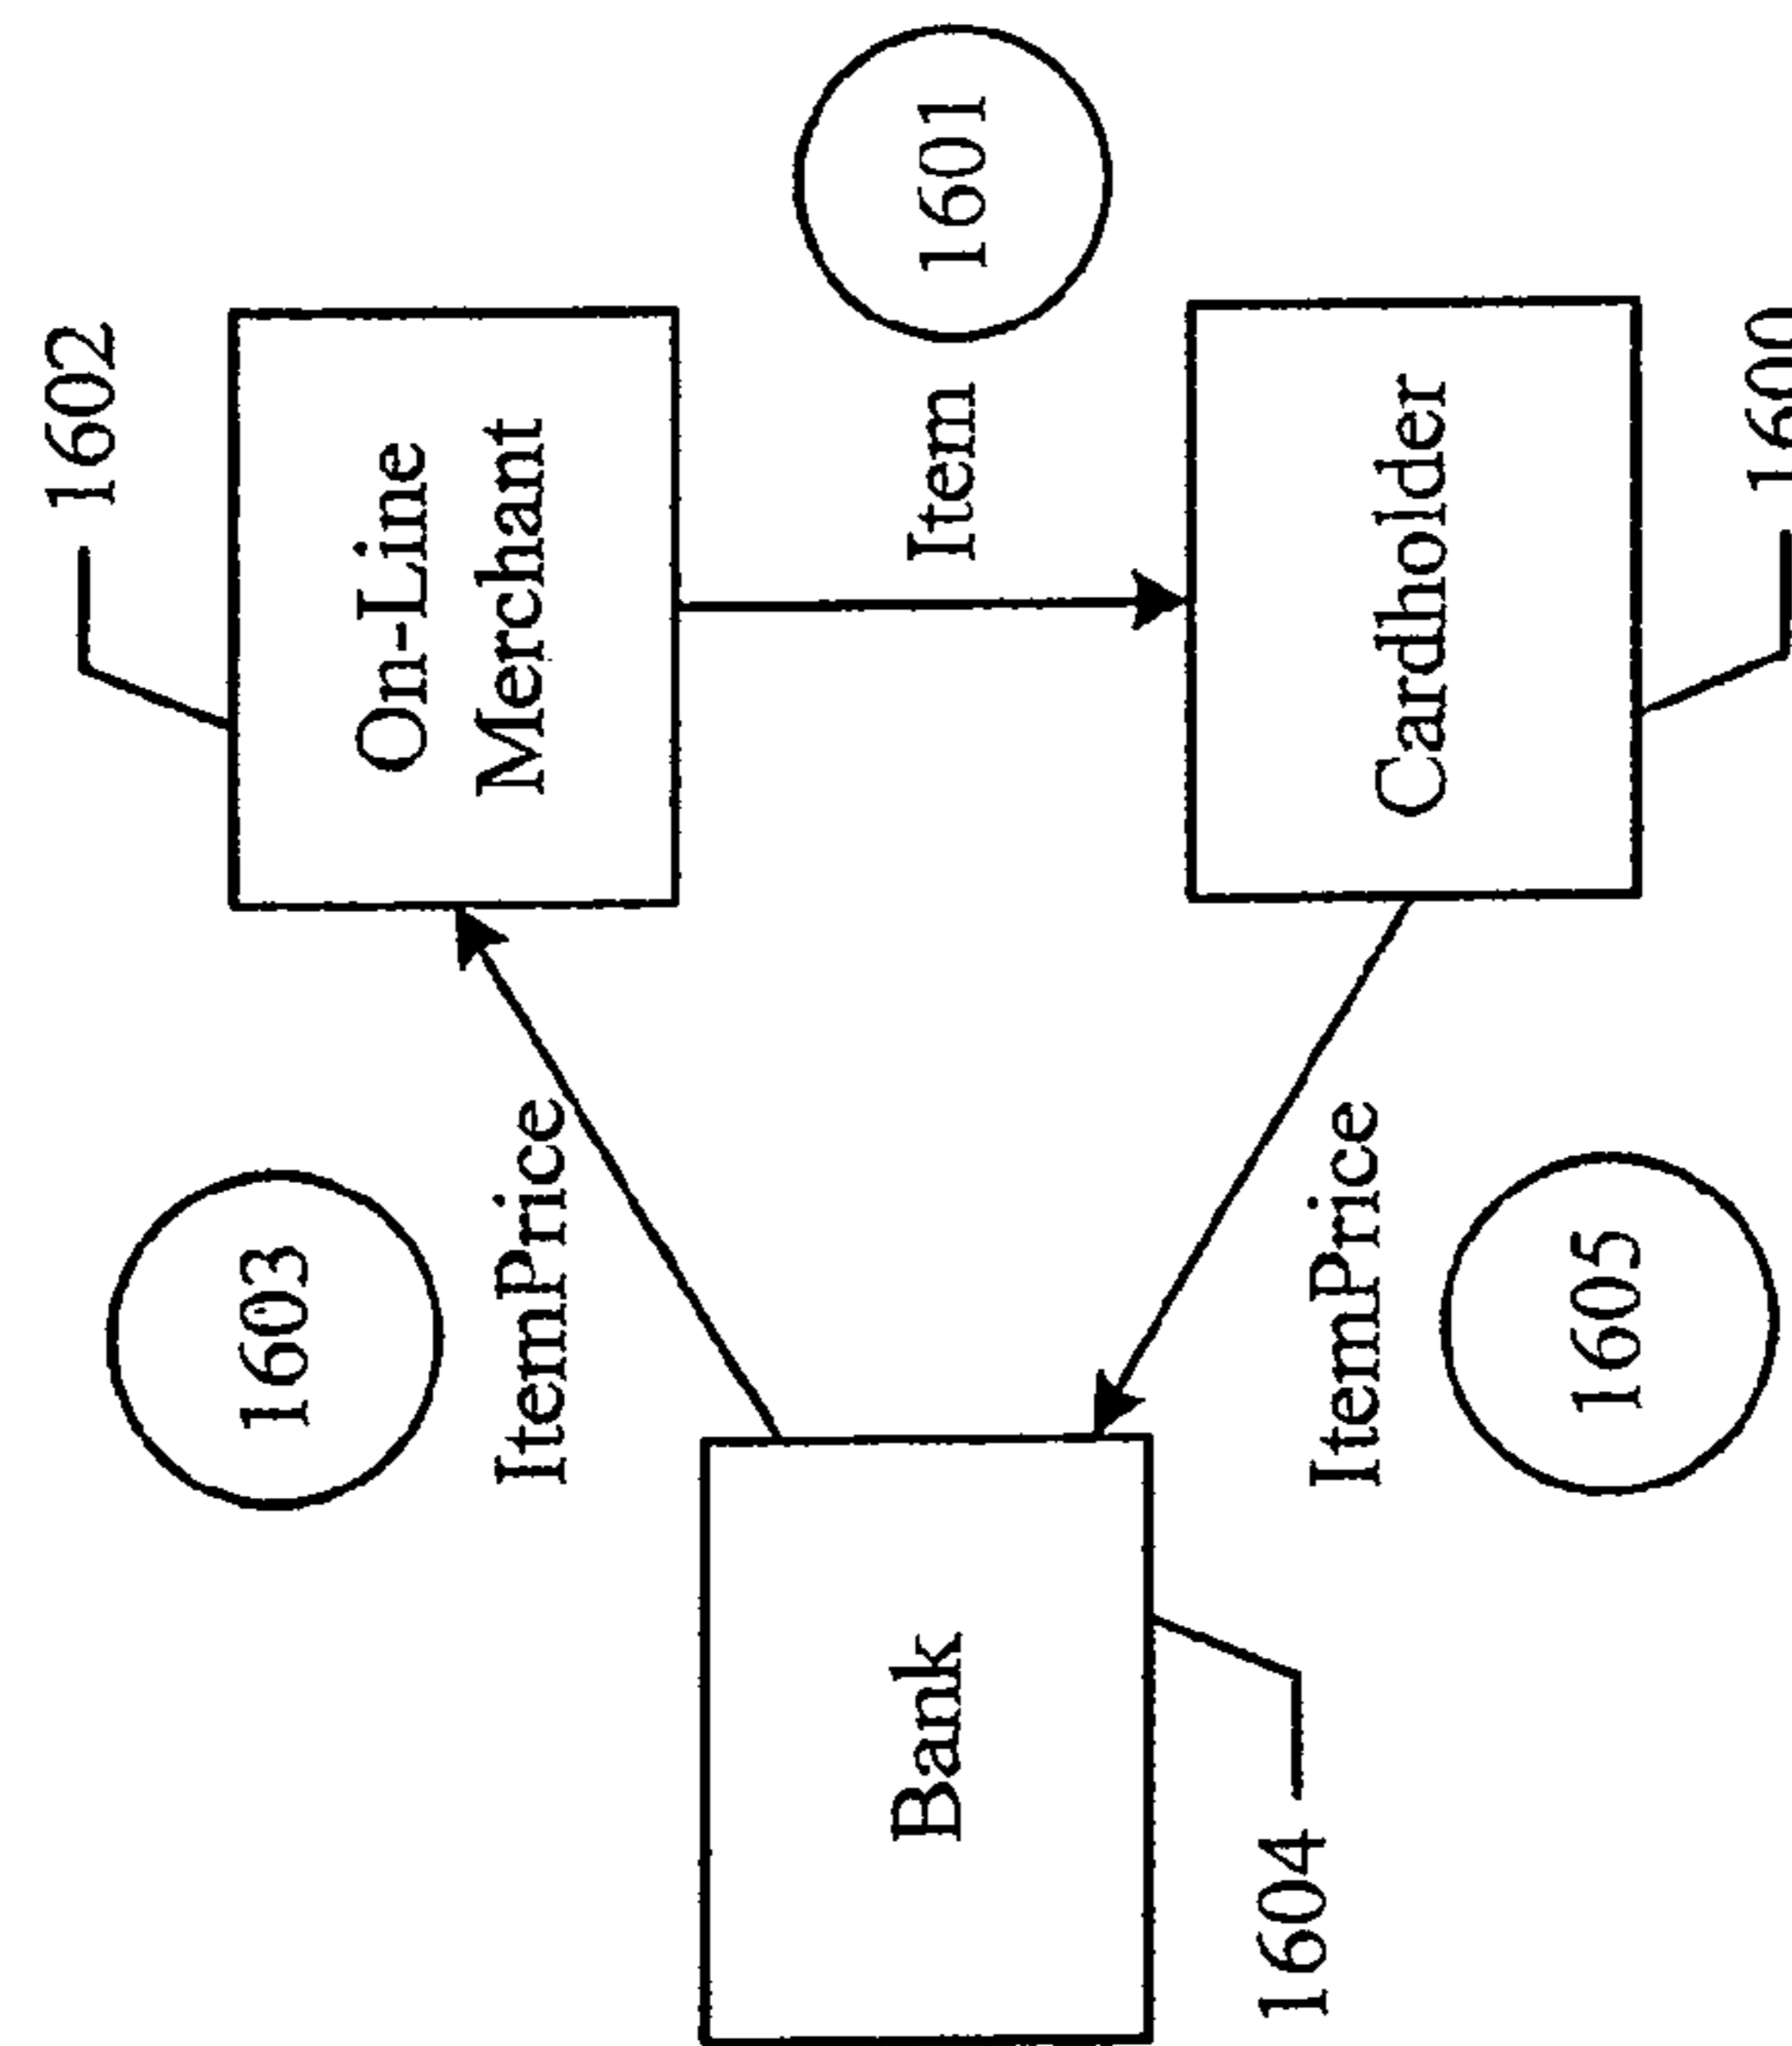 1602
On-Line
Merchant
1603
ItemPrice
Item
1601
Bank
Cardholder
ItemPrice
1604
1605
1600